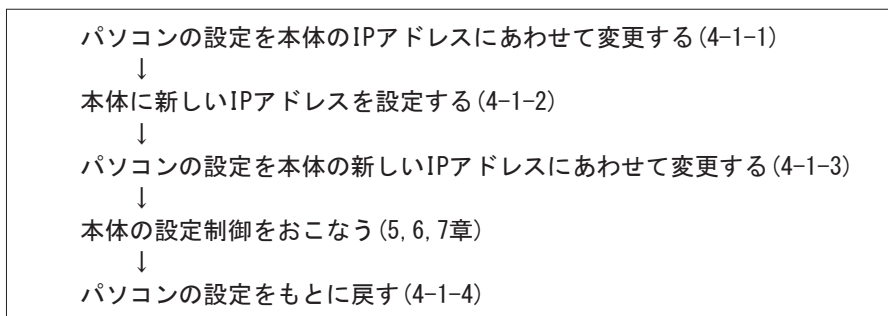 パソコンの設定を本体のIPアドレスにあわせて変更する(4-1-1)
↓
本体に新しいIPアドレスを設定する(4-1-2)
↓
パソコンの設定を本体の新しいIPアドレスにあわせて変更する(4-1-3)
↓
本体の設定制御をおこなう(5,6,7章)
↓
パソコンの設定をもとに戻す(4-1-4)